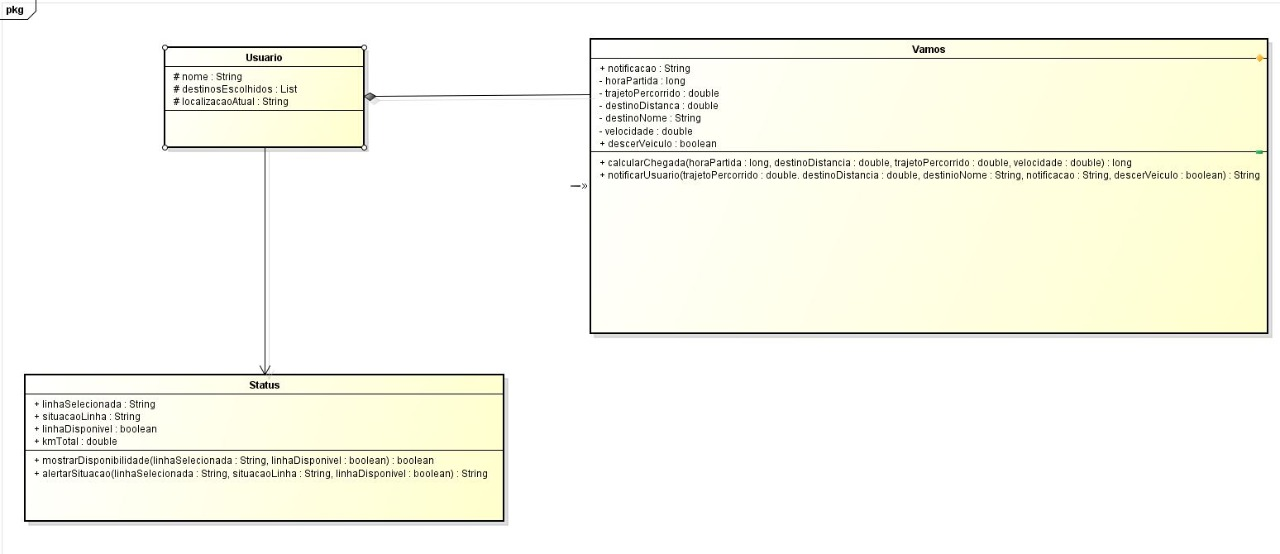 pkg
Usuario
# nome : String
# destinosEscolhidos : List
# localizacaoAtual : String
Vamos
+ notificacao : String
- horaPartida : long
- trajetoPercorrido : double
- destinoDistanca : double
- destinoNome : String
- velocidade : double
+ descerVeiculo : boolean
+ calcularChegada(horaPartida : long, destinoDistancia : double, trajetoPercorrido : double, velocidade : double) : long
+ notificarUsuario(trajetoPercorrido : double. destinoDistancia : double, destinioNome : String, notificacao : String, descerVeiculo : boolean) : String
Status
+ linhaSelecionada : String
+ situacaoLinha : String
+ linhaDisponivel : boolean
+ kmTotal : double
+ mostrarDisponibilidade(linhaSelecionada : String, linhaDisponivel : boolean) : boolean
+ alertarSituacao(linhaSelecionada : String, situacaoLinha : String, linhaDisponivel : boolean) : String